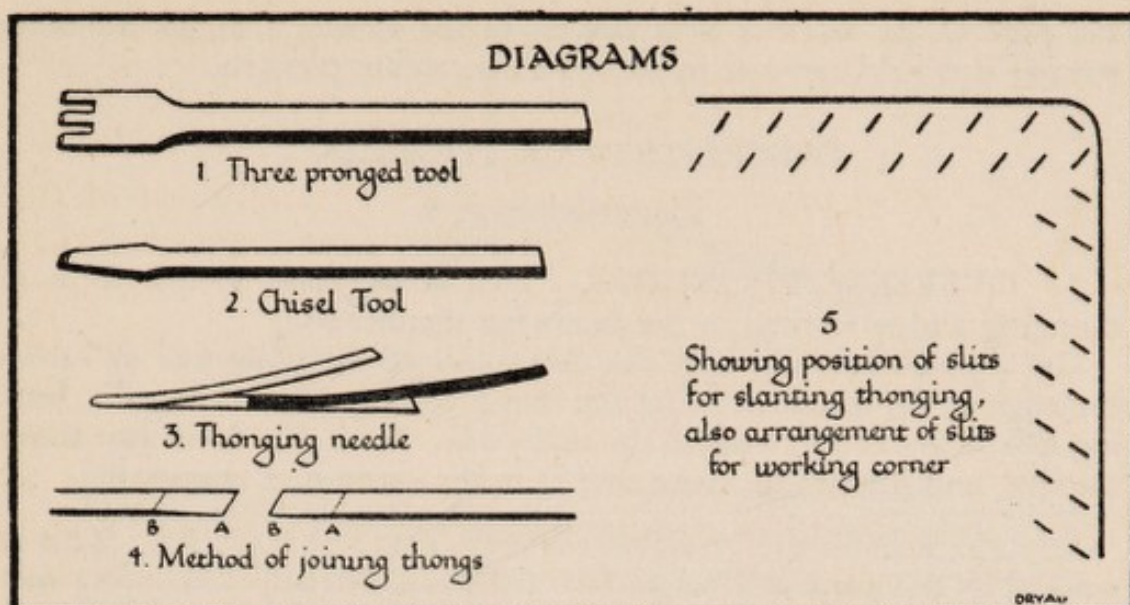 DIAGRAMS
1 Three pronged tool
2. Chisel Tool
3. Thonging needle
B A B A
4. Method of joining thongs
5
Showing position of slits
for slanting thonging,
also arrangement of slits
for working corner
DRYAD